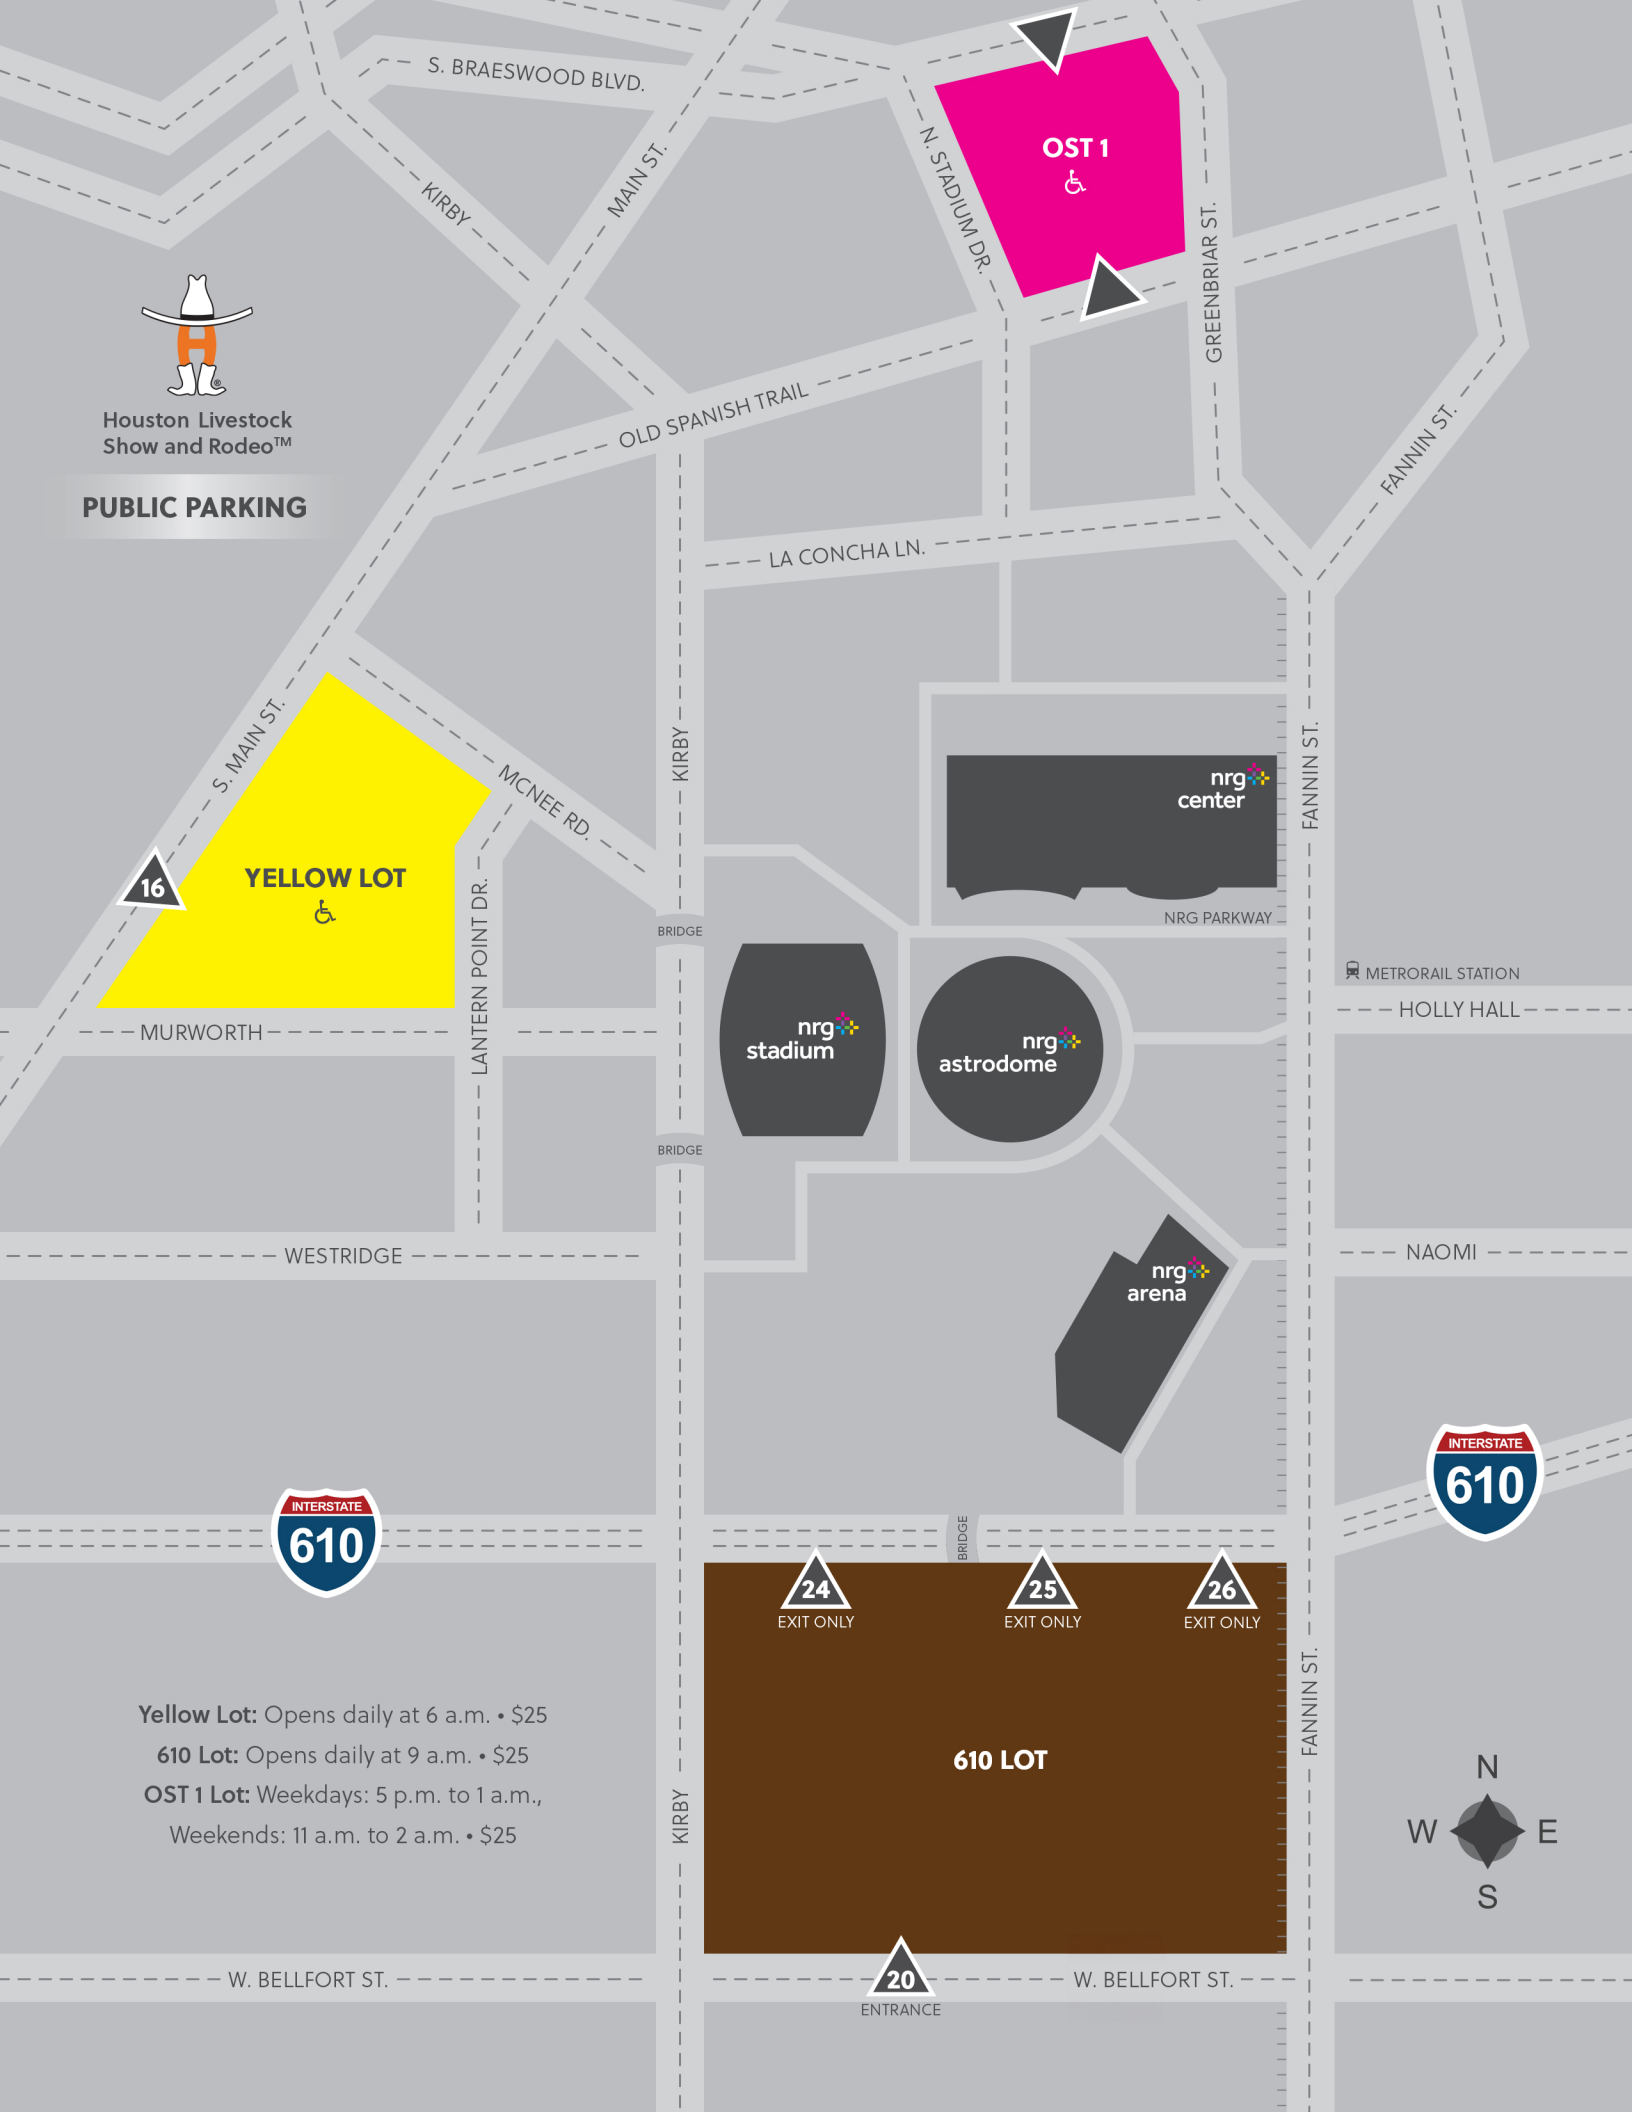 S. BRAESWOOD BLVD.
MAIN ST.
KIRBY
N. STADIUM DR.
OST 1
GREENBRIAR ST.
H
®
Houston Livestock
Show and Rodeo™
PUBLIC PARKING
OLD SPANISH TRAIL
FANNIN ST.
LA CONCHA LN.
S. MAIN ST.
MCNEE RD.
KIRBY
FANNIN ST.
nrg
center
16
YELLOW LOT
LANTERN POINT DR.
BRIDGE
NRG PARKWAY
METRORAIL STATION
HOLLY HALL
MURWORTH
nrg
stadium
nrg
astrodome
BRIDGE
WESTRIDGE
NAOMI
nrg
arena
INTERSTATE
610
INTERSTATE
610
BRIDGE
24
EXIT ONLY
25
EXIT ONLY
26
EXIT ONLY
FANNIN ST.
Yellow Lot: Opens daily at 6 a.m. • $25
610 Lot: Opens daily at 9 a.m. • $25
OST 1 Lot: Weekdays: 5 p.m. to 1 a.m.,
Weekends: 11 a.m. to 2 a.m. • $25
610 LOT
KIRBY
N
W E
S
W. BELLFORT ST.
20
ENTRANCE
W. BELLFORT ST.